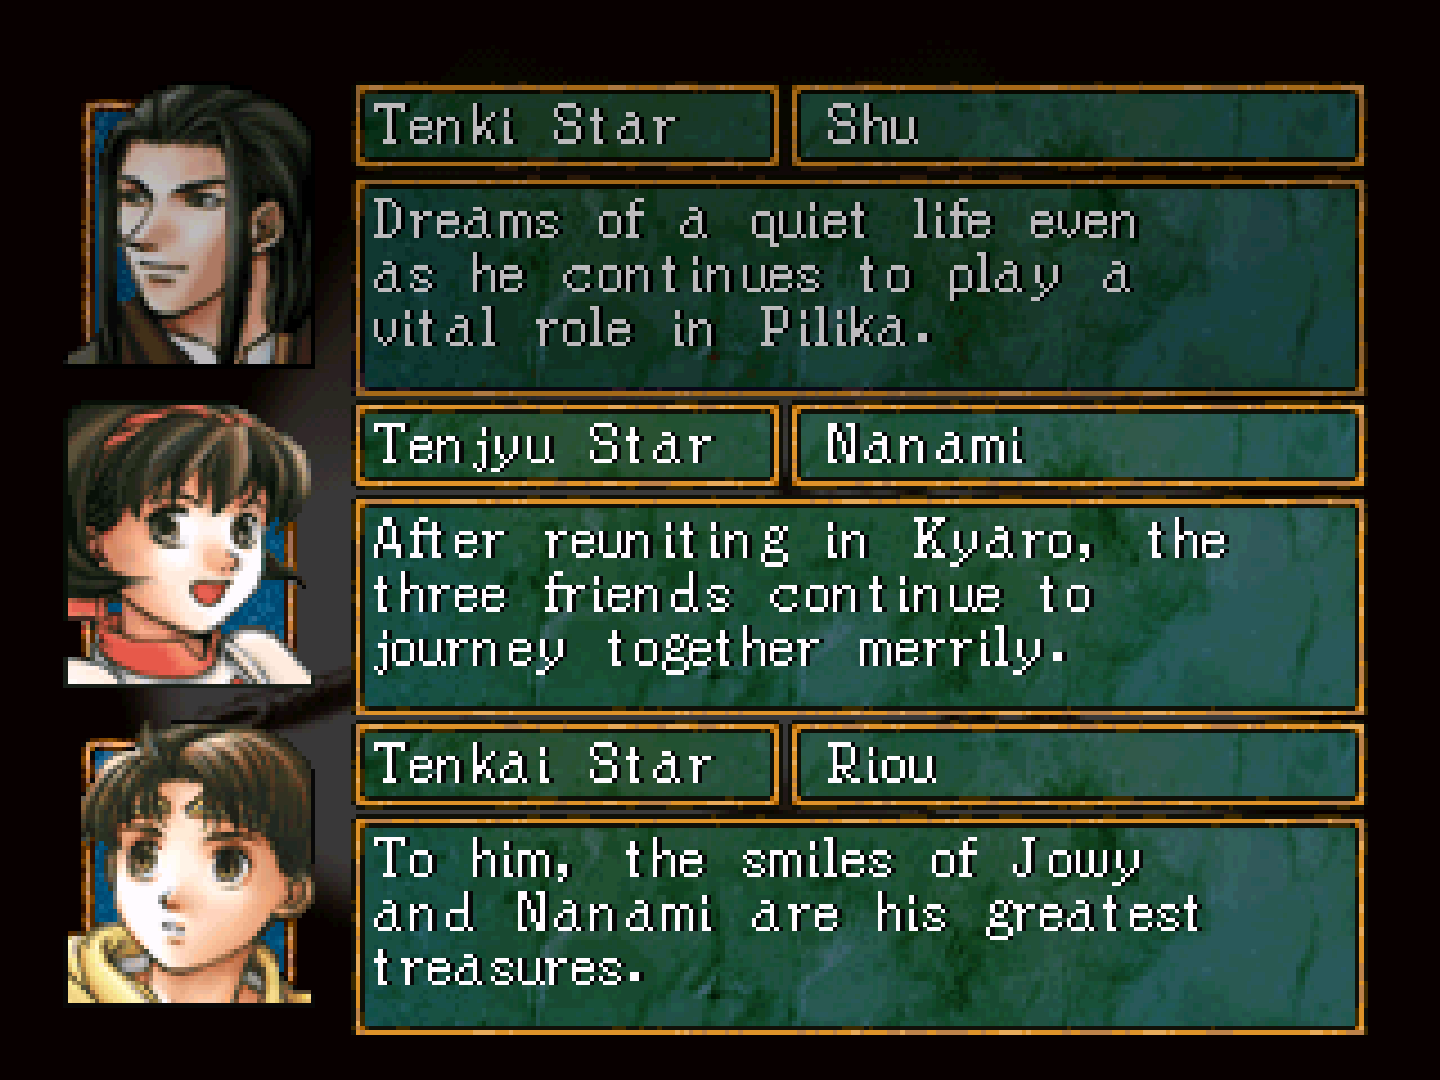 Tenki Star Shu
Dreams of a quiet life even
as he continues to play a
vital role in Pilika.
Tenjyu Star Nanami
After reuniting in Kyaro, the
three friends continue to
journey together merrily.
Tenkai Star Riou
To him, the smiles of Jowy
and Nanami are his greatest
treasures.